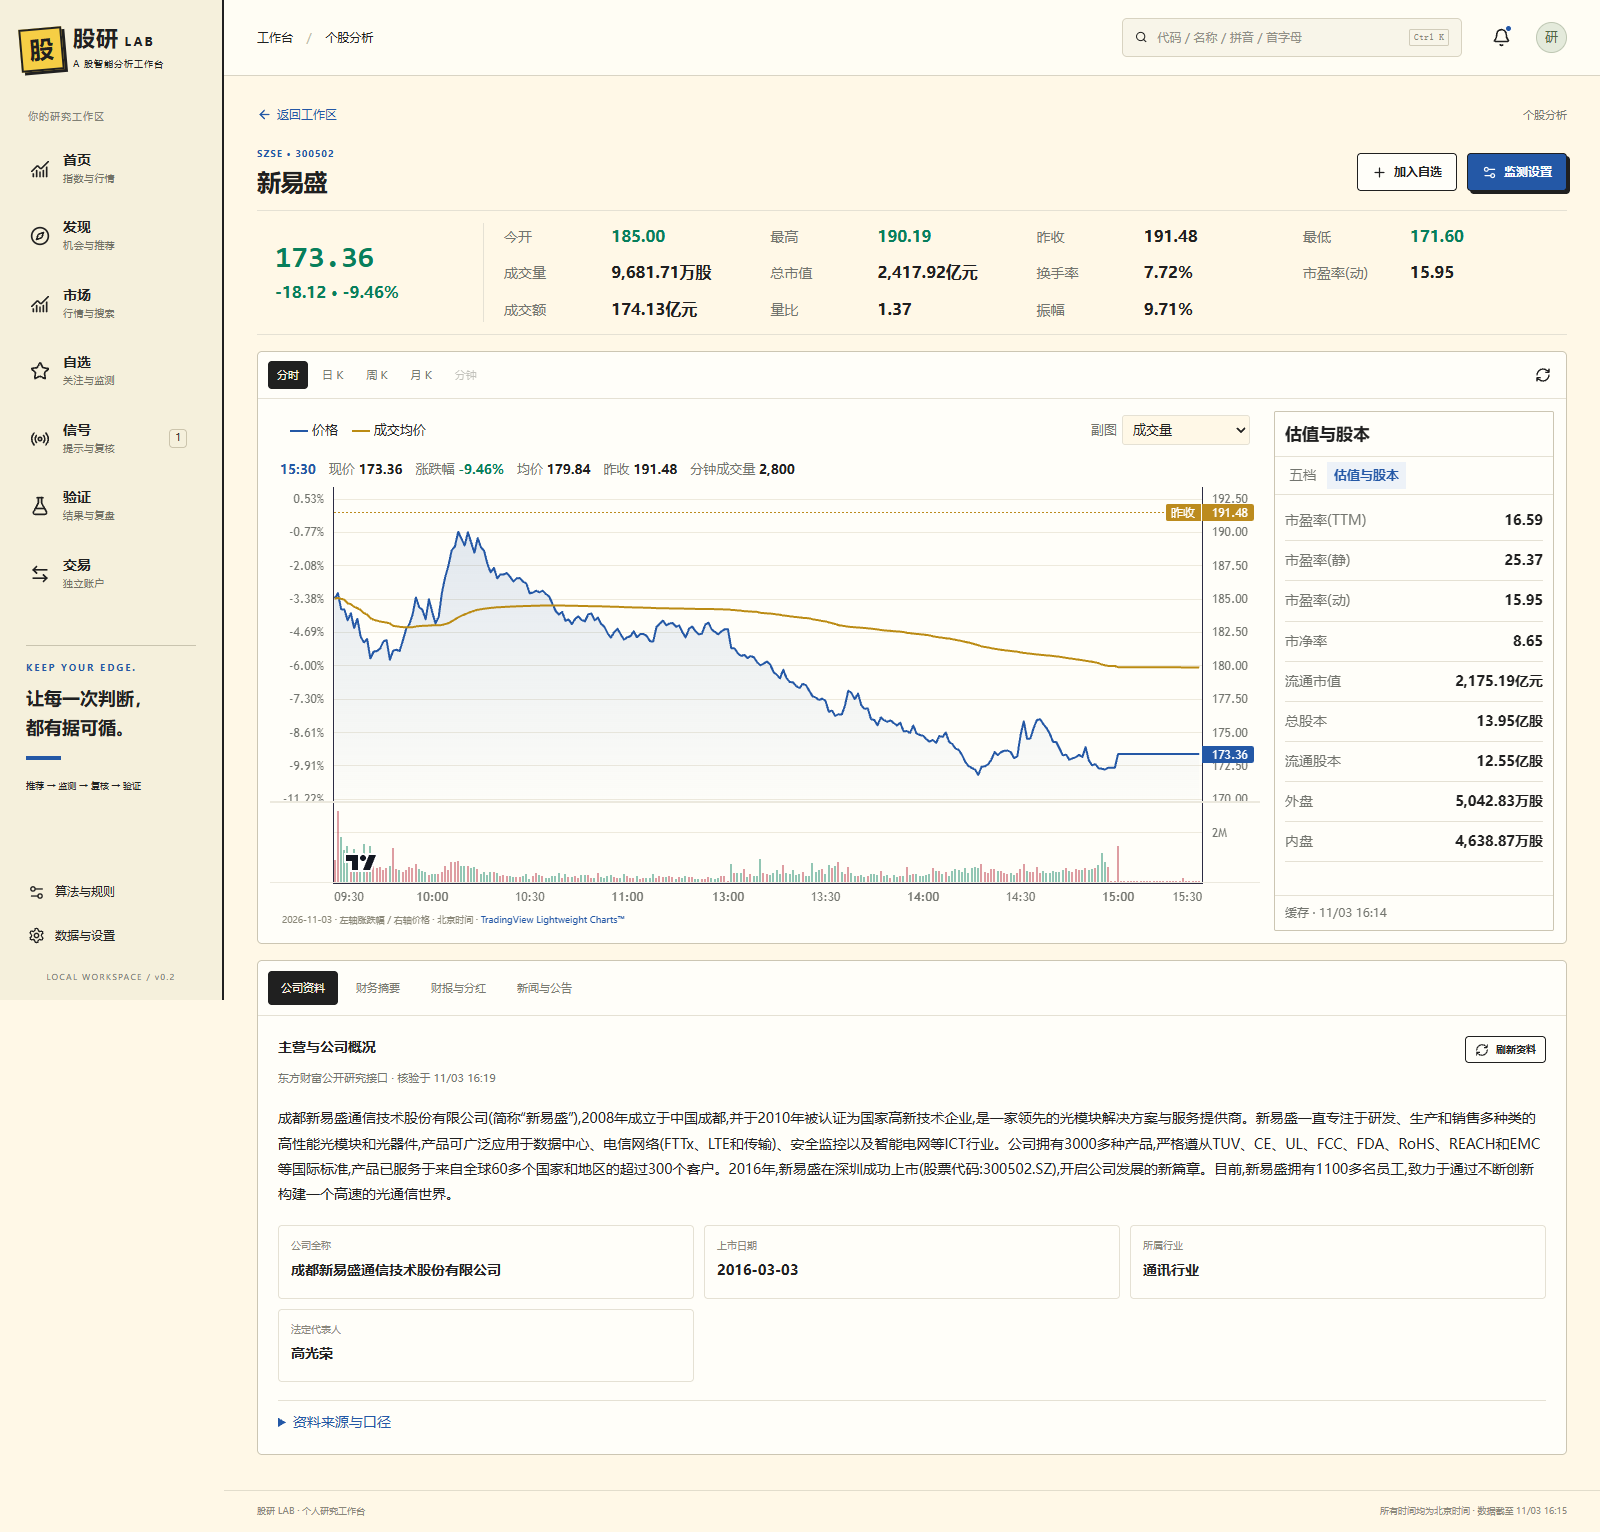 股
股研 LAB
A 股智能分析工作台
你的研究工作区
首页
指数与行情
发现
机会与推荐
市场
行情与搜索
自选
关注与监测
信号
提示与复核
1
验证
结果与复盘
交易
独立账户
KEEP YOUR EDGE.
让每一次判断,
都有据可循。
推荐 → 监测 → 复核 → 验证
算法与规则
数据与设置
LOCAL WORKSPACE / v0.2
工作台 / 个股分析
代码 / 名称 / 拼音 / 首字母
Ctrl K
研
← 返回工作区
个股分析
SZSE • 300502
新易盛
加入自选
监测设置
173.36
-18.12 • -9.46%
今开 185.00 最高 190.19 昨收 191.48 最低 171.60
成交量 9,681.71万股 总市值 2,417.92亿元 换手率 7.72% 市盈率(动) 15.95
成交额 174.13亿元 量比 1.37 振幅 9.71%
分时 日 K 周 K 月 K 分钟
价格 成交均价
副图 成交量
15:30 现价 173.36 涨跌幅 -9.46% 均价 179.84 昨收 191.48 分钟成交量 2,800
0.53% 192.50
昨收 191.48
-0.77% 190.00
-2.08% 187.50
-3.38% 185.00
-4.69% 182.50
-6.00% 180.00
-7.30% 177.50
-8.61% 175.00
173.36
-9.91% 172.50
-11.22% 170.00
2M
09:30 10:00 10:30 11:00 13:00 13:30 14:00 14:30 15:00 15:30
2026-11-03 · 左轴涨跌幅 / 右轴价格 · 北京时间 · TradingView Lightweight Charts™
估值与股本
五档 估值与股本
市盈率(TTM) 16.59
市盈率(静) 25.37
市盈率(动) 15.95
市净率 8.65
流通市值 2,175.19亿元
总股本 13.95亿股
流通股本 12.55亿股
外盘 5,042.83万股
内盘 4,638.87万股
缓存 · 11/03 16:14
公司资料 财务摘要 财报与分红 新闻与公告
主营与公司概况
刷新资料
东方财富公开研究接口 · 核验于 11/03 16:19
成都新易盛通信技术股份有限公司(简称“新易盛”),2008年成立于中国成都,并于2010年被认证为国家高新技术企业,是一家领先的光模块解决方案与服务提供商。新易盛一直专注于研发、生产和销售多种类的
高性能光模块和光器件,产品可广泛应用于数据中心、电信网络(FTTx、LTE和传输)、安全监控以及智能电网等ICT行业。公司拥有3000多种产品,严格遵从TUV、CE、UL、FCC、FDA、RoHS、REACH和EMC
等国际标准,产品已服务于来自全球60多个国家和地区的超过300个客户。2016年,新易盛在深圳成功上市(股票代码:300502.SZ),开启公司发展的新篇章。目前,新易盛拥有1100多名员工,致力于通过不断创新
构建一个高速的光通信世界。
公司全称
成都新易盛通信技术股份有限公司
上市日期
2016-03-03
所属行业
通讯行业
法定代表人
高光荣
资料来源与口径
股研 LAB · 个人研究工作台
所有时间均为北京时间 · 数据截至 11/03 16:15